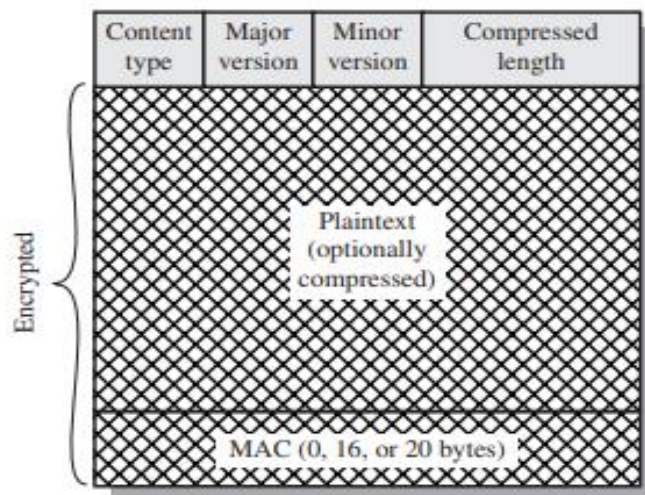 Content
type
Major
version
Minor
version
Compressed
length
Encrypted
Plaintext
(optionally
compressed)
MAC (0, 16, or 20 bytes)